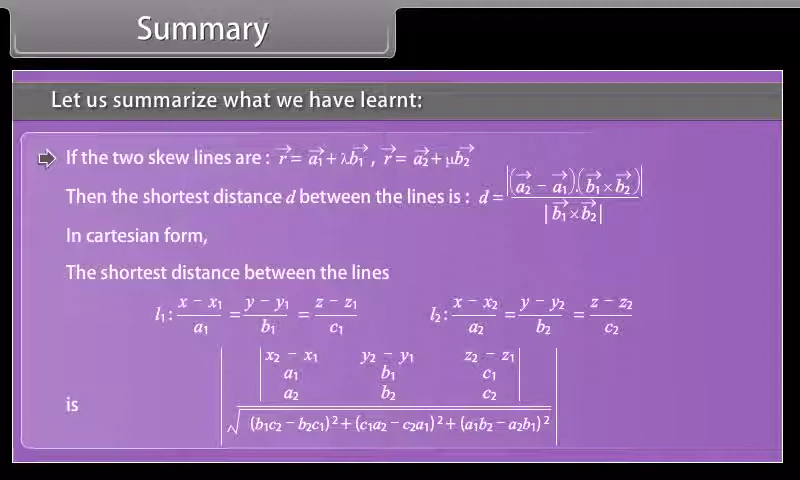 Summary
Let us summarize what we have learnt:
If the two skew lines are : r⃗ = a⃗₁ + λb⃗₁ , r⃗ = a⃗₂ + μb⃗₂
Then the shortest distance d between the lines is : d = |(a⃗₂ − a⃗₁).(b⃗₁ × b⃗₂)| / |b⃗₁ × b⃗₂|
In cartesian form,
The shortest distance between the lines
l₁ : (x − x₁)/a₁ = (y − y₁)/b₁ = (z − z₁)/c₁ l₂ : (x − x₂)/a₂ = (y − y₂)/b₂ = (z − z₂)/c₂
x₂ − x₁ y₂ − y₁ z₂ − z₁
a₁ b₁ c₁
a₂ b₂ c₂
is
√(b₁c₂ − b₂c₁)² + (c₁a₂ − c₂a₁)² + (a₁b₂ − a₂b₁)²